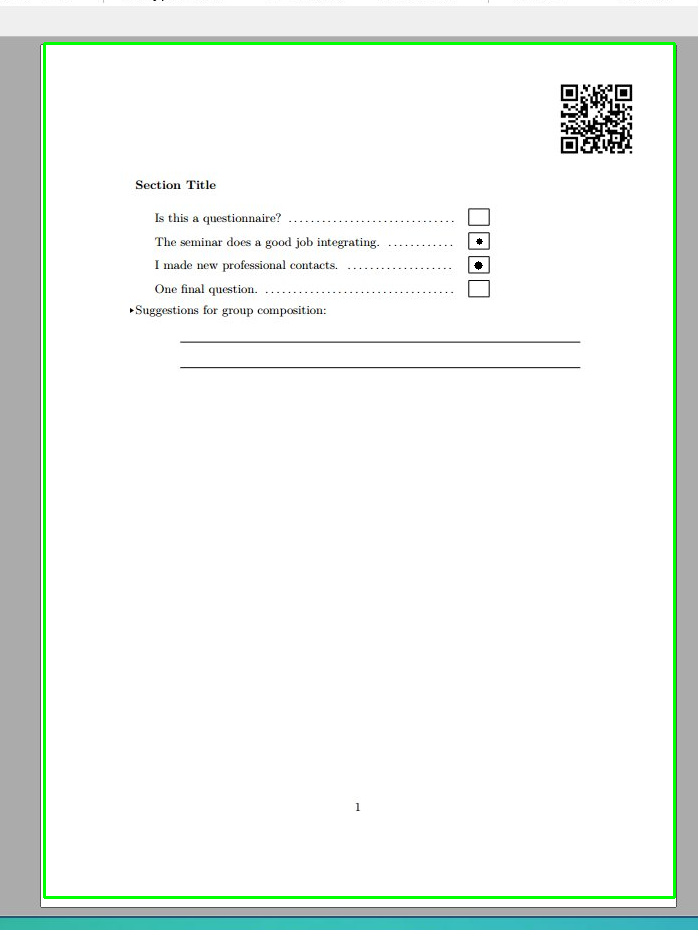 Section Title
Is this a questionnaire? ..............................
The seminar does a good job integrating. ............
I made new professional contacts. ...................
One final question. ..................................
Suggestions for group composition:
1